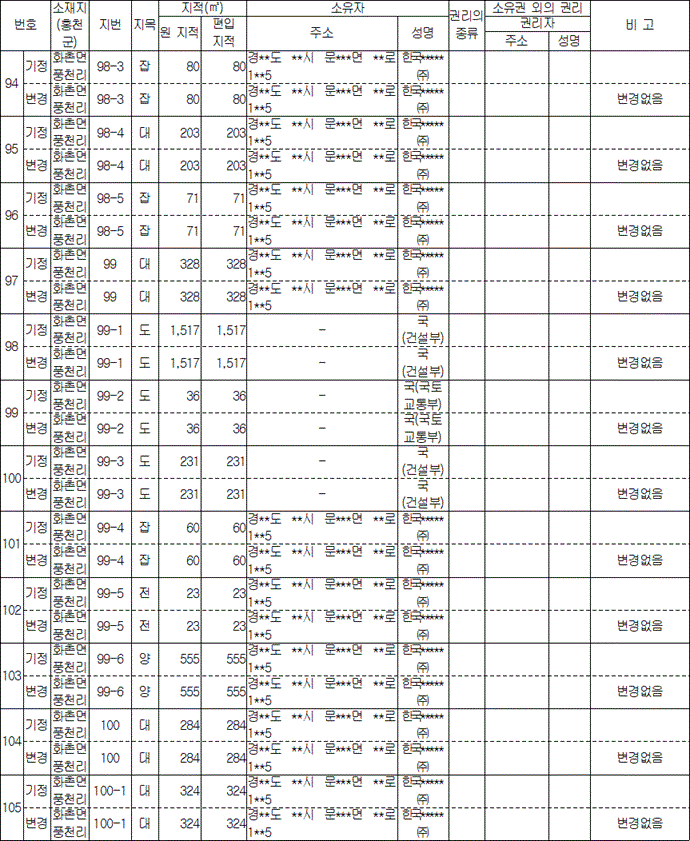 번호 소재지(홍천군) 지번 지목 지적(㎡) 소유자 권리의 종류 소유권 외의 권리 비 고
원 지적 편입 지적 주소 성명 권리자
주소 성명
94 기정 화촌면 풍천리 98-3 잡 80 80 경**도 **시 문***면 **로 1**5 한국*****㈜
변경 화촌면 풍천리 98-3 잡 80 80 경**도 **시 문***면 **로 1**5 한국*****㈜ 변경없음
95 기정 화촌면 풍천리 98-4 대 203 203 경**도 **시 문***면 **로 1**5 한국*****㈜
변경 화촌면 풍천리 98-4 대 203 203 경**도 **시 문***면 **로 1**5 한국*****㈜ 변경없음
96 기정 화촌면 풍천리 98-5 잡 71 71 경**도 **시 문***면 **로 1**5 한국*****㈜
변경 화촌면 풍천리 98-5 잡 71 71 경**도 **시 문***면 **로 1**5 한국*****㈜ 변경없음
97 기정 화촌면 풍천리 99 대 328 328 경**도 **시 문***면 **로 1**5 한국*****㈜
변경 화촌면 풍천리 99 대 328 328 경**도 **시 문***면 **로 1**5 한국*****㈜ 변경없음
98 기정 화촌면 풍천리 99-1 도 1,517 1,517 - 국(건설부)
변경 화촌면 풍천리 99-1 도 1,517 1,517 - 국(건설부) 변경없음
99 기정 화촌면 풍천리 99-2 도 36 36 - 국(국토교통부)
변경 화촌면 풍천리 99-2 도 36 36 - 국(국토교통부) 변경없음
100 기정 화촌면 풍천리 99-3 도 231 231 - 국(건설부)
변경 화촌면 풍천리 99-3 도 231 231 - 국(건설부) 변경없음
101 기정 화촌면 풍천리 99-4 잡 60 60 경**도 **시 문***면 **로 1**5 한국*****㈜
변경 화촌면 풍천리 99-4 잡 60 60 경**도 **시 문***면 **로 1**5 한국*****㈜ 변경없음
102 기정 화촌면 풍천리 99-5 전 23 23 경**도 **시 문***면 **로 1**5 한국*****㈜
변경 화촌면 풍천리 99-5 전 23 23 경**도 **시 문***면 **로 1**5 한국*****㈜ 변경없음
103 기정 화촌면 풍천리 99-6 양 555 555 경**도 **시 문***면 **로 1**5 한국*****㈜
변경 화촌면 풍천리 99-6 양 555 555 경**도 **시 문***면 **로 1**5 한국*****㈜ 변경없음
104 기정 화촌면 풍천리 100 대 284 284 경**도 **시 문***면 **로 1**5 한국*****㈜
변경 화촌면 풍천리 100 대 284 284 경**도 **시 문***면 **로 1**5 한국*****㈜ 변경없음
105 기정 화촌면 풍천리 100-1 대 324 324 경**도 **시 문***면 **로 1**5 한국*****㈜
변경 화촌면 풍천리 100-1 대 324 324 경**도 **시 문***면 **로 1**5 한국*****㈜ 변경없음